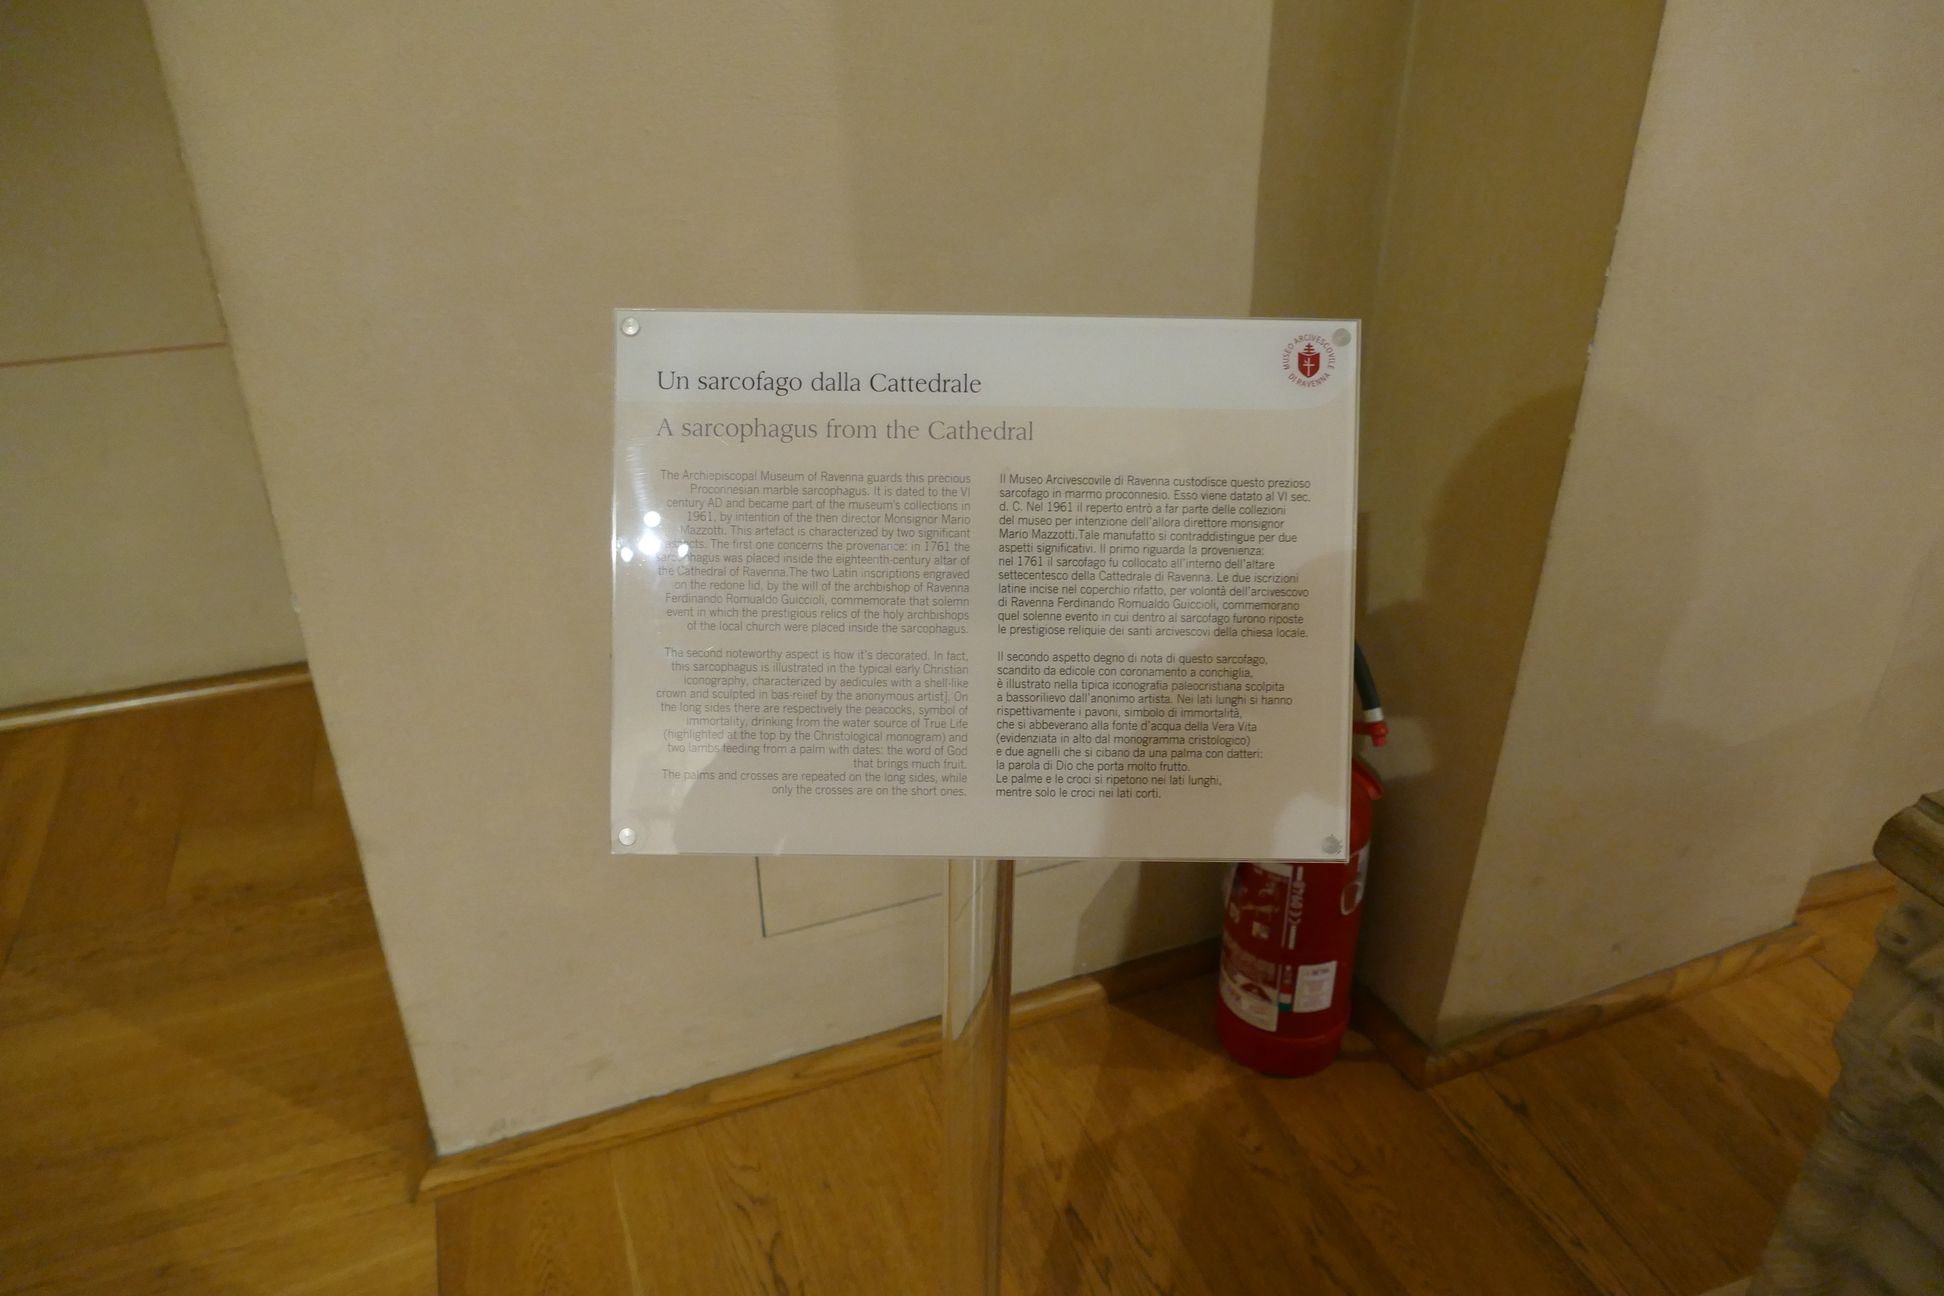 Un sarcofago dalla Cattedrale
MUSEO ARCIVESCOVILE
DI RAVENNA
A sarcophagus from the Cathedral
The Archiepiscopal Museum of Ravenna guards this precious
Proconnesian marble sarcophagus. It is dated to the VI
century AD and became part of the museum's collections in
1961, by intention of the then director Monsignor Mario
Mazzotti. This artefact is characterized by two significant
aspects. The first one concerns the provenance: in 1761 the
sarcophagus was placed inside the eighteenth-century altar of
the Cathedral of Ravenna.The two Latin inscriptions engraved
on the redone lid, by the will of the archbishop of Ravenna
Ferdinando Romualdo Guiccioli, commemorate that solemn
event in which the prestigious relics of the holy archbishops
of the local church were placed inside the sarcophagus.
The second noteworthy aspect is how it's decorated. In fact,
this sarcophagus is illustrated in the typical early Christian
iconography, characterized by aedicules with a shell-like
crown and sculpted in bas-relief by the anonymous artist]. On
the long sides there are respectively the peacocks, symbol of
immortality, drinking from the water source of True Life
(highlighted at the top by the Christological monogram) and
two lambs feeding from a palm with dates: the word of God
that brings much fruit.
The palms and crosses are repeated on the long sides, while
only the crosses are on the short ones.
Il Museo Arcivescovile di Ravenna custodisce questo prezioso
sarcofago in marmo proconnesio. Esso viene datato al VI sec.
d. C. Nel 1961 il reperto entrò a far parte delle collezioni
del museo per intenzione dell'allora direttore monsignor
Mario Mazzotti.Tale manufatto si contraddistingue per due
aspetti significativi. Il primo riguarda la provenienza:
nel 1761 il sarcofago fu collocato all'interno dell'altare
settecentesco della Cattedrale di Ravenna. Le due iscrizioni
latine incise nel coperchio rifatto, per volontà dell'arcivescovo
di Ravenna Ferdinando Romualdo Guiccioli, commemorano
quel solenne evento in cui dentro al sarcofago furono riposte
le prestigiose reliquie dei santi arcivescovi della chiesa locale.
Il secondo aspetto degno di nota di questo sarcofago,
scandito da edicole con coronamento a conchiglia,
è illustrato nella tipica iconografia paleocristiana scolpita
a bassorilievo dall'anonimo artista. Nei lati lunghi si hanno
rispettivamente i pavoni, simbolo di immortalità,
che si abbeverano alla fonte d'acqua della Vera Vita
(evidenziata in alto dal monogramma cristologico)
e due agnelli che si cibano da una palma con datteri:
la parola di Dio che porta molto frutto.
Le palme e le croci si ripetono nei lati lunghi,
mentre solo le croci nei lati corti.